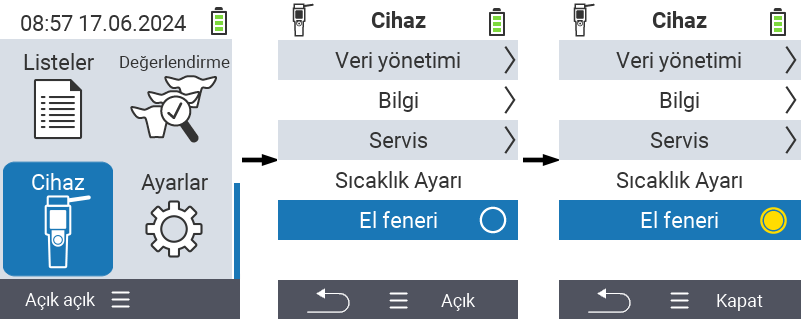 08:57 17.06.2024
Listeler
Değerlendirme
Cihaz
Ayarlar
Açık açık
Cihaz
Veri yönetimi
Bilgi
Servis
Sıcaklık Ayarı
El feneri
Açık
Cihaz
Veri yönetimi
Bilgi
Servis
Sıcaklık Ayarı
El feneri
Kapat